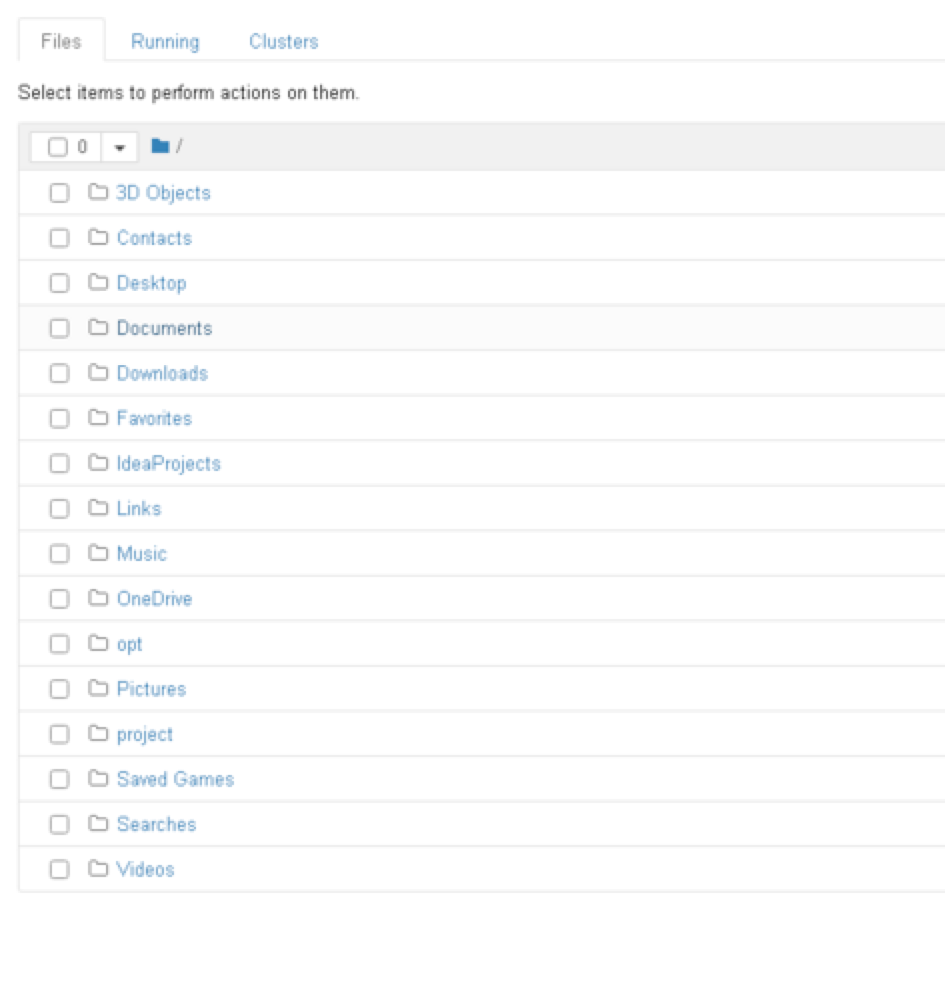 Files Running Clusters
Select items to perform actions on them.
0 /
3D Objects
Contacts
Desktop
Documents
Downloads
Favorites
IdeaProjects
Links
Music
OneDrive
opt
Pictures
project
Saved Games
Searches
Videos